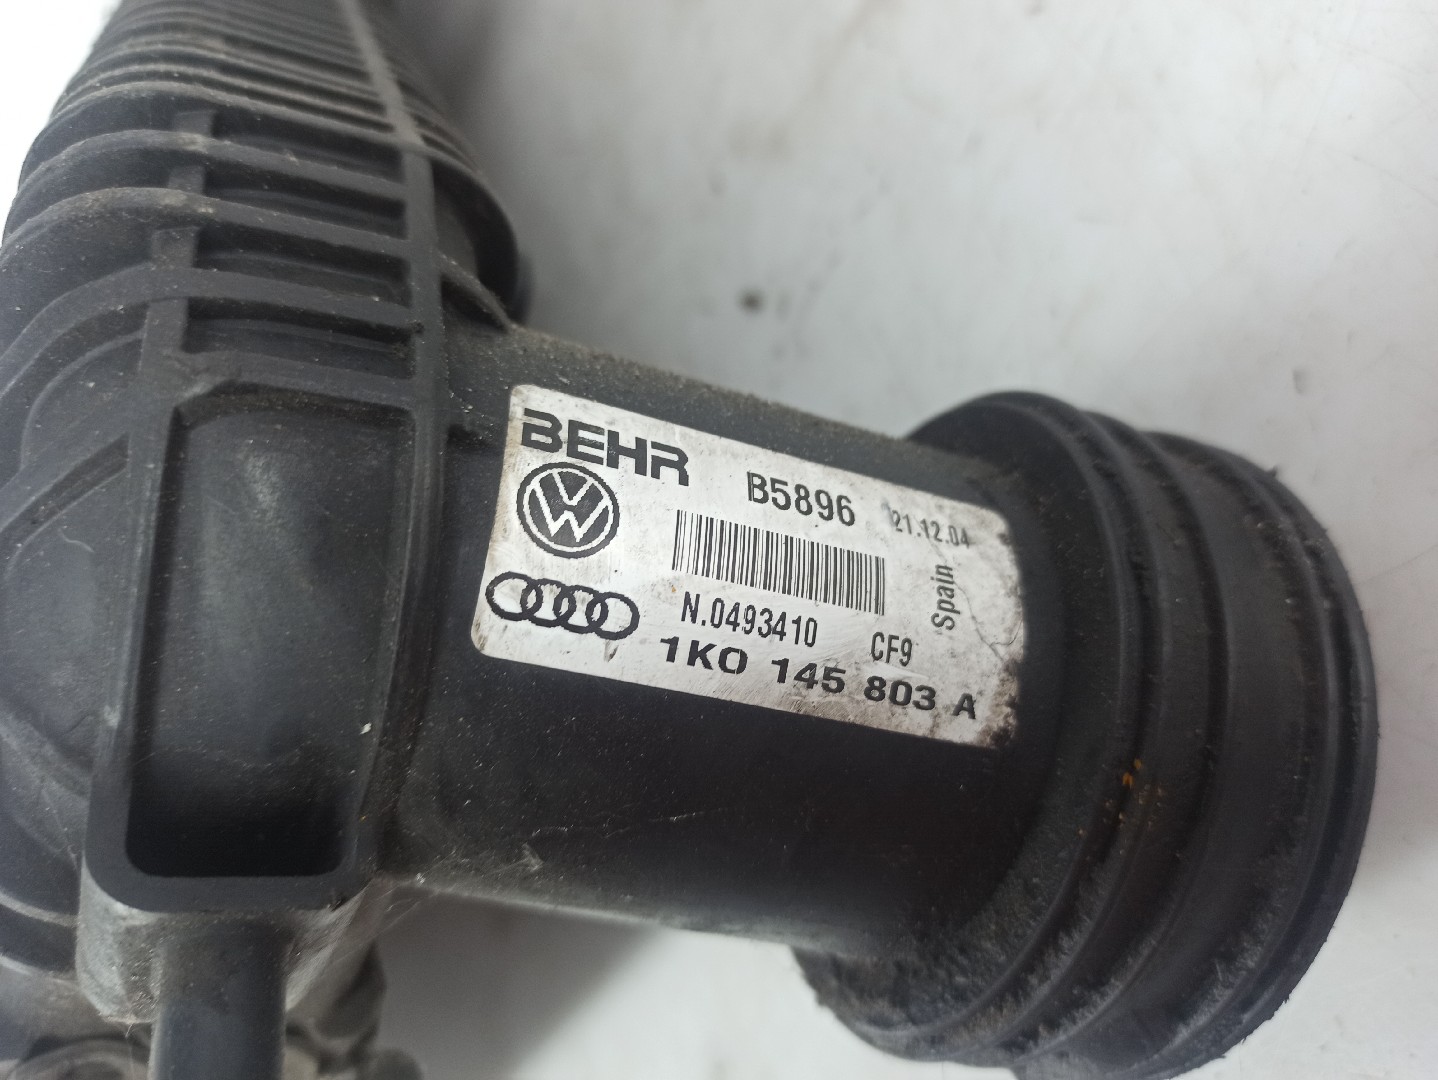 BEHR B5896 21.12.04
N.0493410 CF9 Spain
1K0 145 803 A